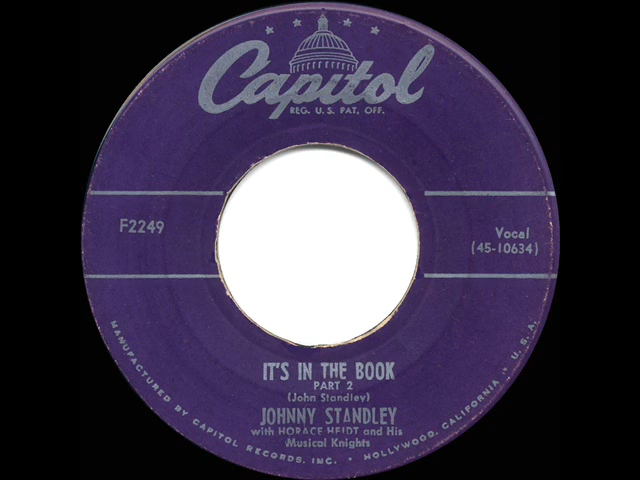 Capitol
REG. U.S. PAT. OFF.
F2249
Vocal
(45-10634)
IT'S IN THE BOOK
PART 2
(John Standley)
JOHNNY STANDLEY
with HORACE HEIDT and His
Musical Knights
MANUFACTURED BY CAPITOL RECORDS, INC. • HOLLYWOOD, CALIFORNIA, U.S.A.